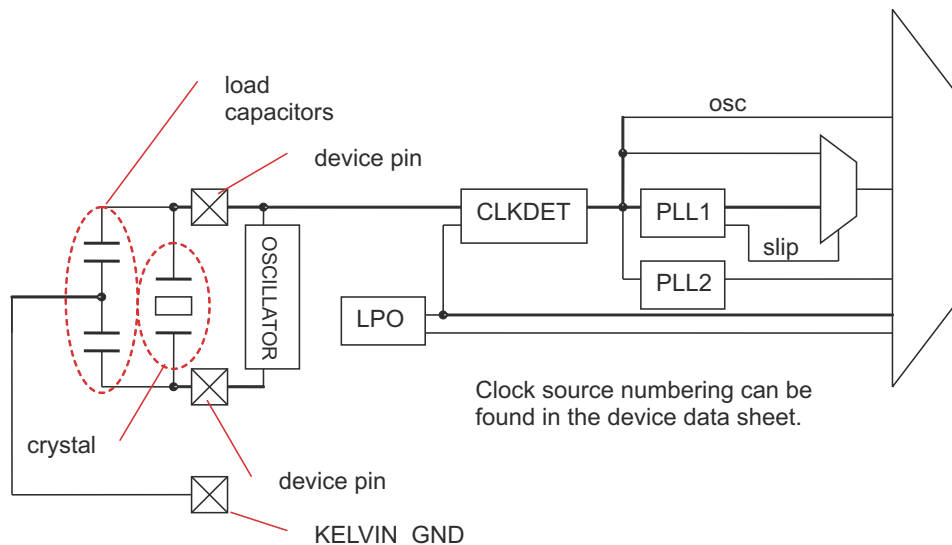 load
capacitors
osc
device pin
CLKDET
PLL1
slip
OSCILLATOR
PLL2
LPO
Clock source numbering can be
found in the device data sheet.
crystal
device pin
KELVIN_GND